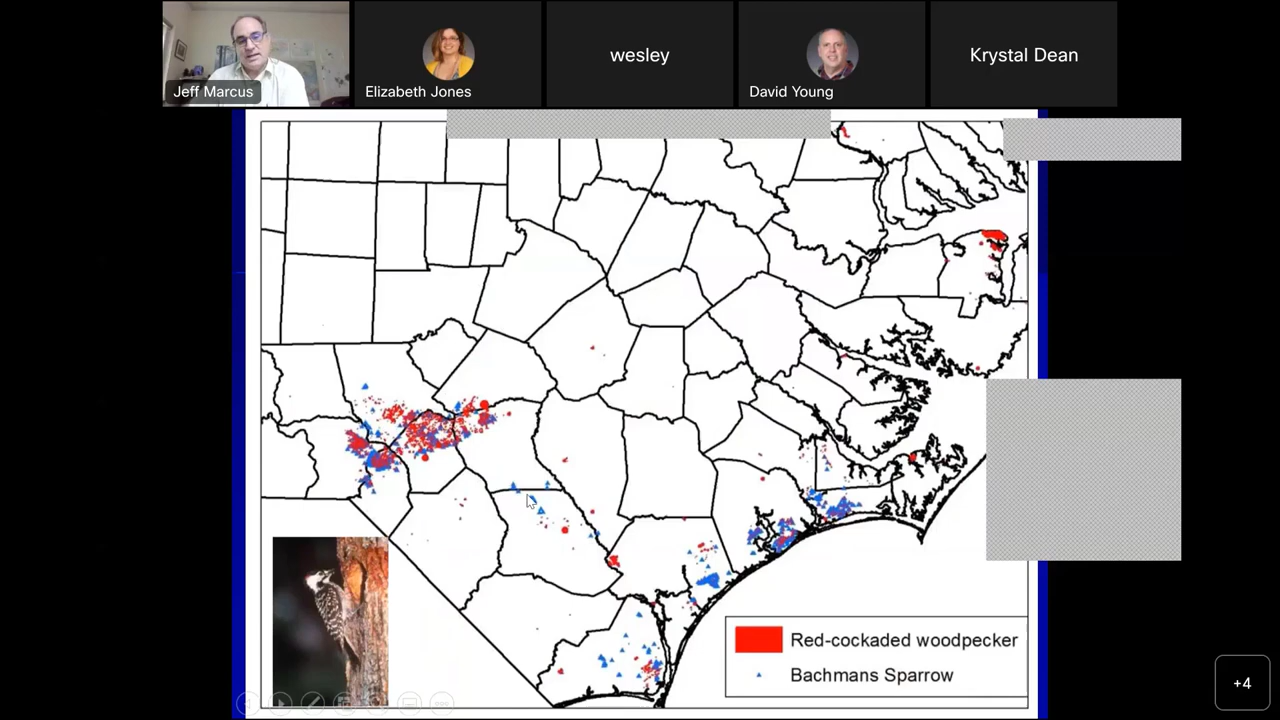 Jeff Marcus
Elizabeth Jones
wesley
David Young
Krystal Dean
Red-cockaded woodpecker
Bachmans Sparrow
+4